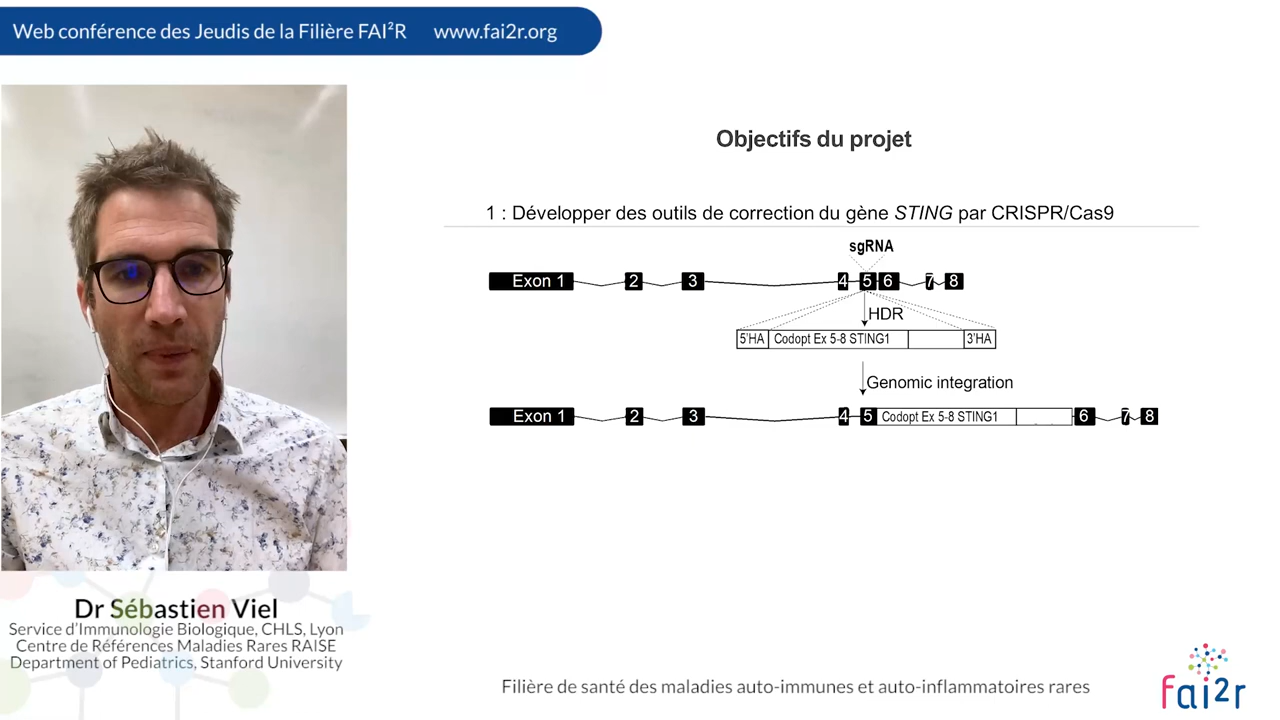 Web conférence des Jeudis de la Filière FAI²R www.fai2r.org
Objectifs du projet
1 : Développer des outils de correction du gène STING par CRISPR/Cas9
sgRNA
Exon 1 2 3 4 5 6 7 8
HDR
5'HA Codopt Ex 5-8 STING1 3'HA
Genomic integration
Exon 1 2 3 4 5 Codopt Ex 5-8 STING1 6 7 8
Dr Sébastien Viel
Service d'Immunologie Biologique, CHLS, Lyon
Centre de Références Maladies Rares RAISE
Department of Pediatrics, Stanford University
Filière de santé des maladies auto-immunes et auto-inflammatoires rares
fai2r